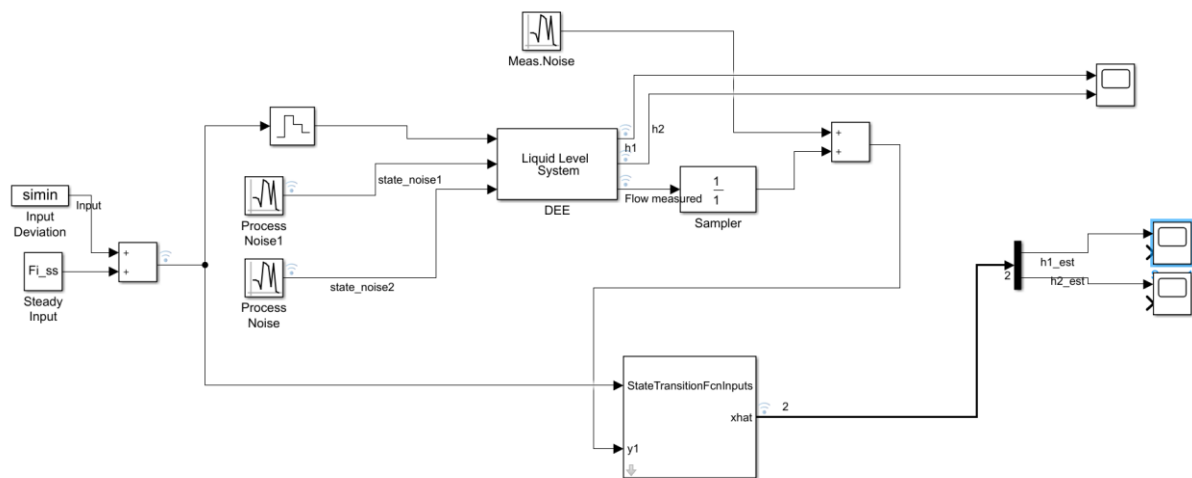 Meas.Noise
h2
h1
Liquid Level
System
DEE
Flow measured
1
1
Sampler
+
+
simin
Input
Input
Deviation
state_noise1
Process
Noise1
+
+
Fi_ss
Steady
Input
state_noise2
Process
Noise
h1_est
2
h2_est
StateTransitionFcnInputs
xhat
2
y1